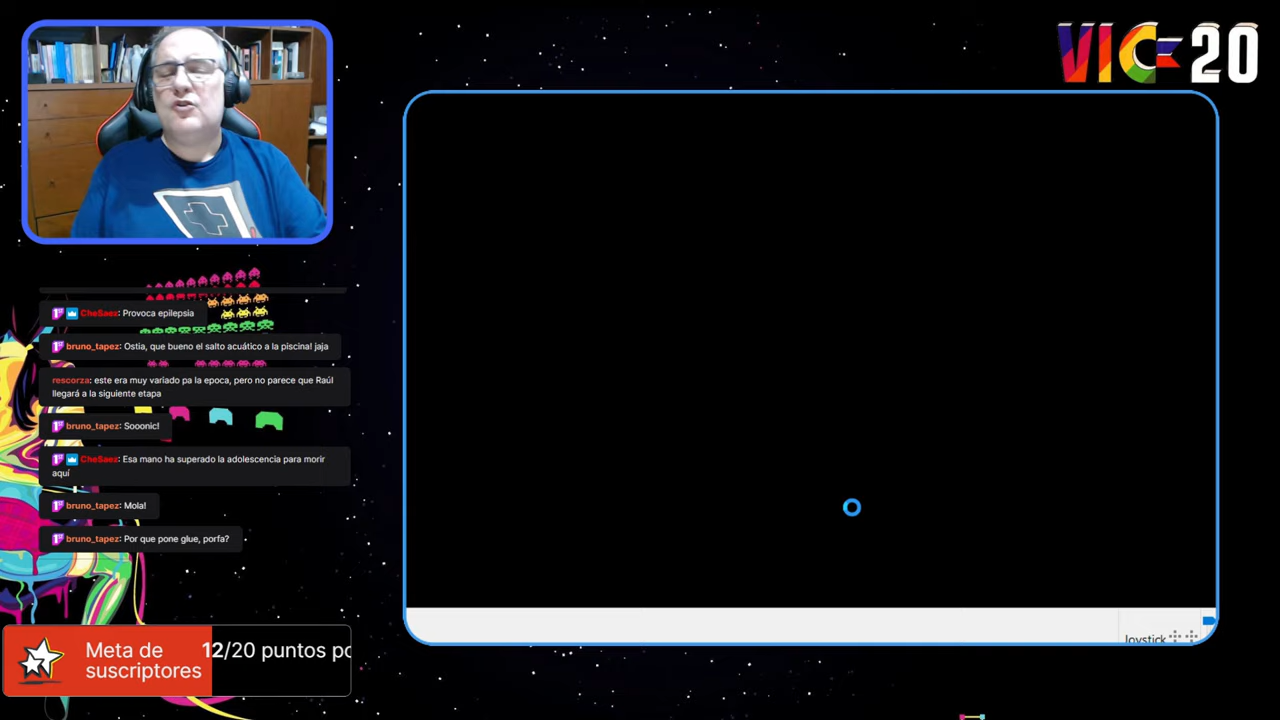 VIC-20
CheSaez: Provoca epilepsia
bruno_tapez: Ostia, que bueno el salto acuático a la piscina! jaja
rescorza: este era muy variado pa la epoca, pero no parece que Raúl
llegará a la siguiente etapa
bruno_tapez: Sooonic!
CheSaez: Esa mano ha superado la adolescencia para morir
aquí
bruno_tapez: Mola!
bruno_tapez: Por que pone glue, porfa?
Meta de
suscriptores
12/20 puntos po
Joystick